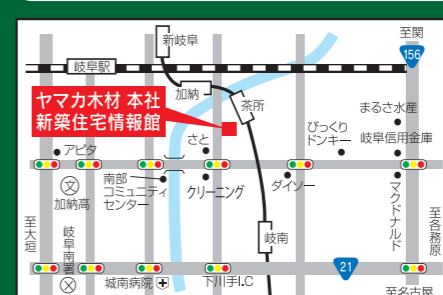 至関
156
新岐阜
岐阜駅
加納
茶所
ヤマカ木材 本社
新築住宅情報館
まるさ水産
びっくり
ドンキー
岐阜信用金庫
さと
アピタ
文
加納高
南部
コミュニティ
センター
クリーニング
ダイソー
マクドナルド
至各務原
至大垣
岐阜南署
岐南
21
城南病院
下川手I.C
至名古屋